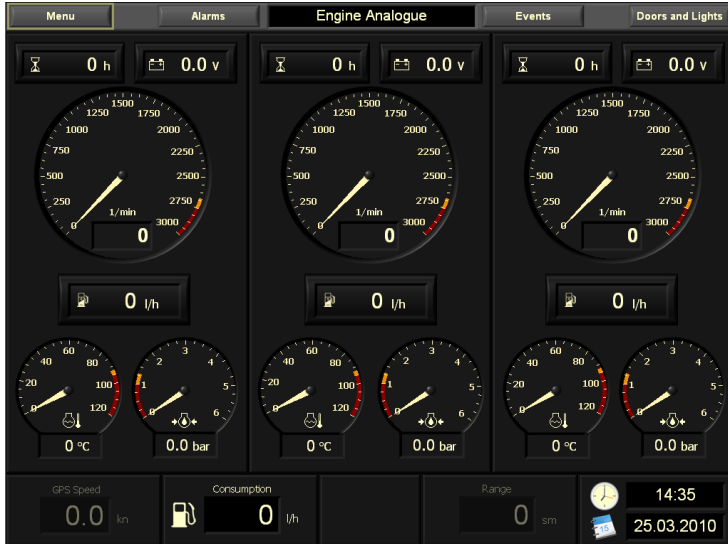 Menu
Alarms
Engine Analogue
Events
Doors and Lights
0 h
0.0 v
0 h
0.0 v
0 h
0.0 v
0 250 500 750 1000 1250 1500 1750 2000 2250 2500 2750 3000
1/min
0
0 250 500 750 1000 1250 1500 1750 2000 2250 2500 2750 3000
1/min
0
0 250 500 750 1000 1250 1500 1750 2000 2250 2500 2750 3000
1/min
0
0 l/h
0 l/h
0 l/h
0 20 40 60 80 100 120
0 °C
0 1 2 3 4 5 6
0.0 bar
0 20 40 60 80 100 120
0 °C
0 1 2 3 4 5 6
0.0 bar
0 20 40 60 80 100 120
0 °C
0 1 2 3 4 5 6
0.0 bar
GPS Speed
0.0 kn
Consumption
0 l/h
Range
0 sm
14:35
15
25.03.2010